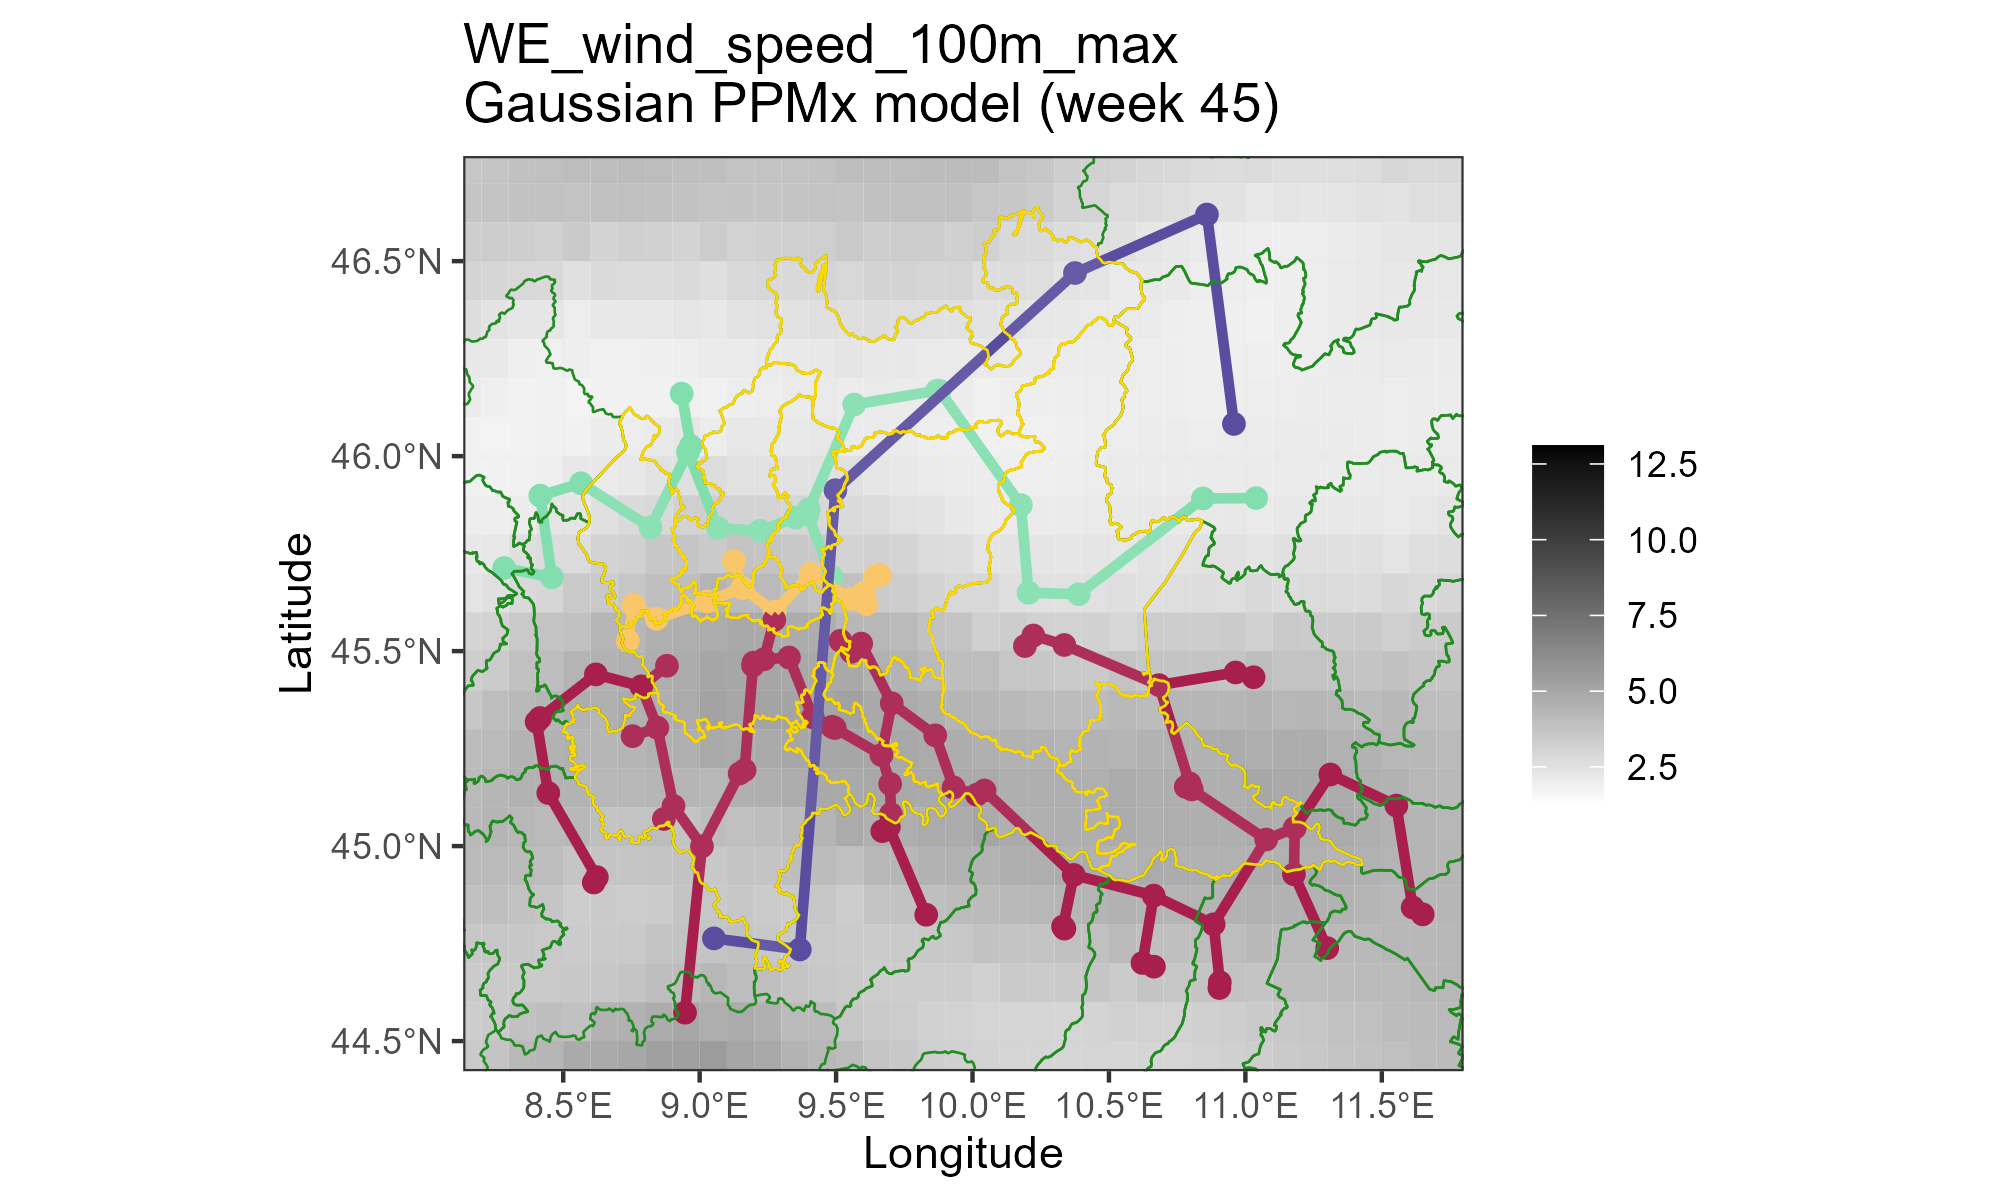 WE_wind_speed_100m_max
Gaussian PPMx model (week 45)
46.5°N
46.0°N
45.5°N
45.0°N
44.5°N
Latitude
8.5°E 9.0°E 9.5°E 10.0°E 10.5°E 11.0°E 11.5°E
Longitude
12.5
10.0
7.5
5.0
2.5